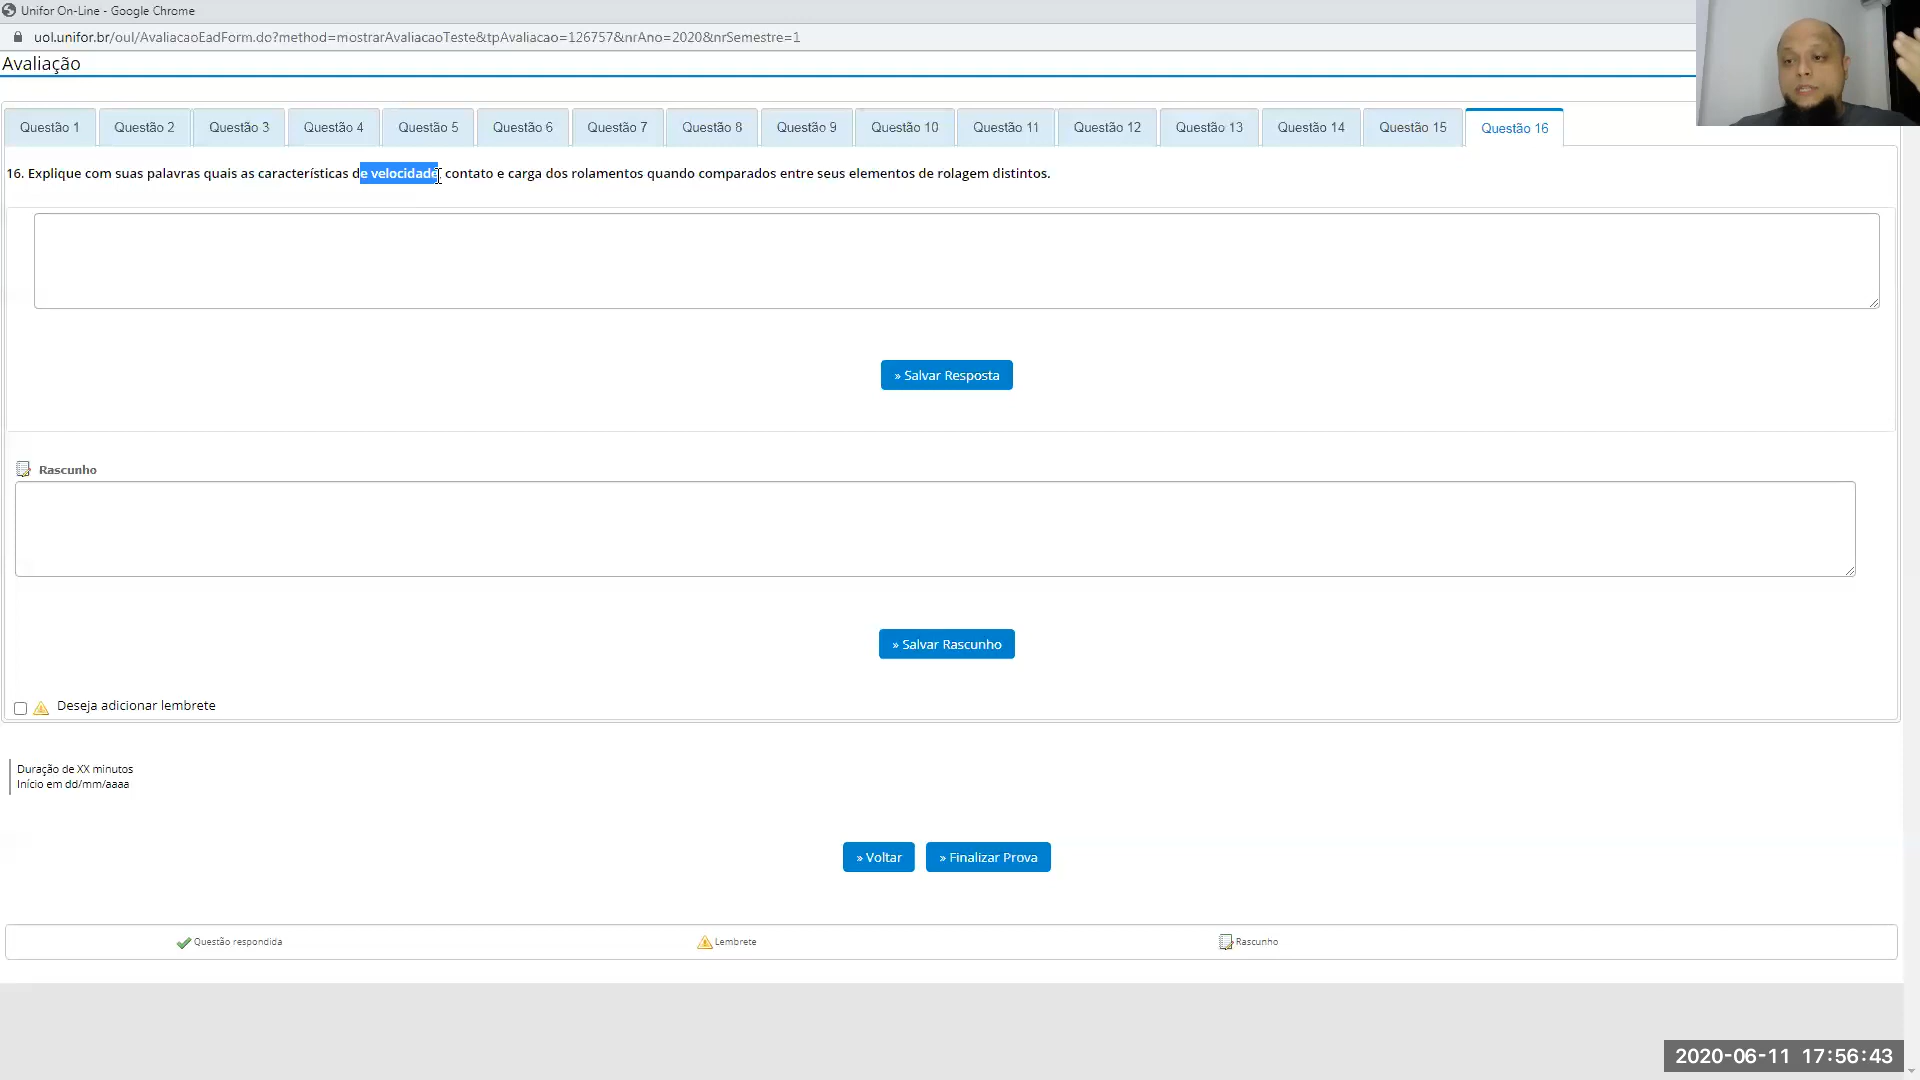 Unifor On-Line - Google Chrome
uol.unifor.br/oul/AvaliacaoEadForm.do?method=mostrarAvaliacaoTeste&tpAvaliacao=126757&nrAno=2020&nrSemestre=1
Avaliação
Questão 1 Questão 2 Questão 3 Questão 4 Questão 5 Questão 6 Questão 7 Questão 8 Questão 9 Questão 10 Questão 11 Questão 12 Questão 13 Questão 14 Questão 15 Questão 16
16. Explique com suas palavras quais as características de velocidade, contato e carga dos rolamentos quando comparados entre seus elementos de rolagem distintos.
» Salvar Resposta
Rascunho
» Salvar Rascunho
Deseja adicionar lembrete
Duração de XX minutos
Início em dd/mm/aaaa
» Voltar » Finalizar Prova
Questão respondida Lembrete Rascunho
2020-06-11 17:56:43